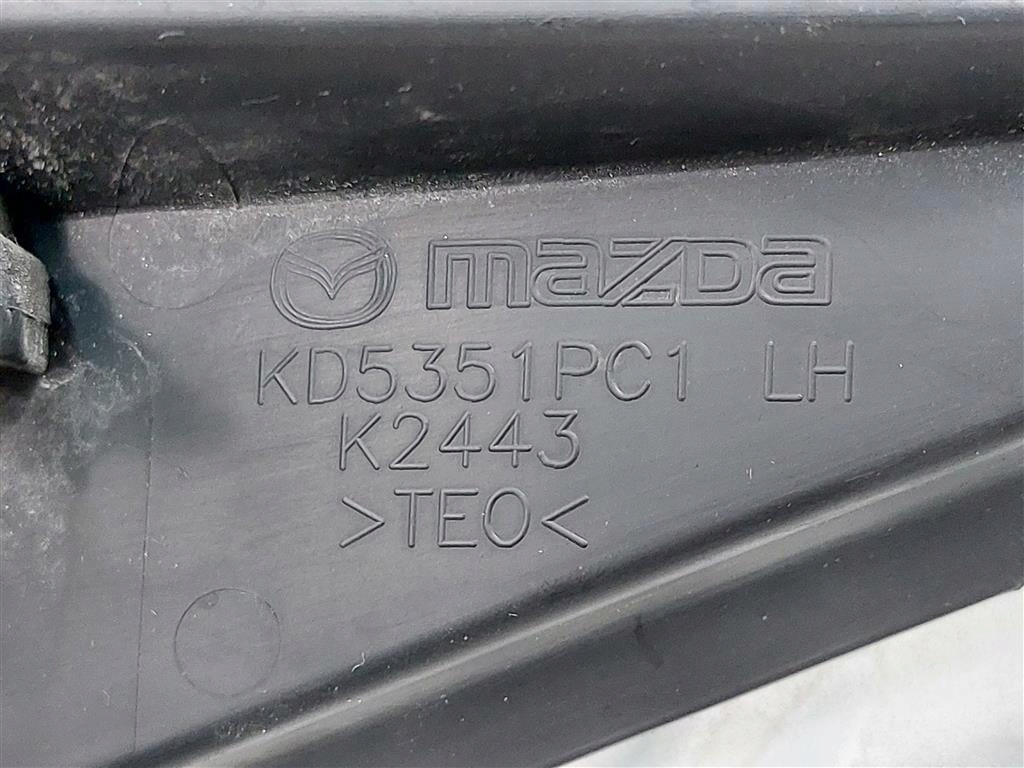 mazda
KD5351PC1 LH
K2443
>TEO<